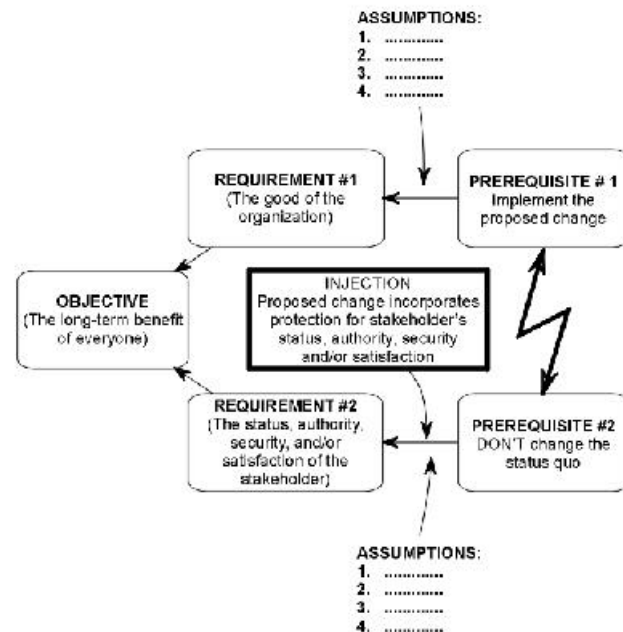 ASSUMPTIONS:
1. .............
2. .............
3. .............
4. .............
REQUIREMENT #1
(The good of the
organization)
PREREQUISITE # 1
Implement the
proposed change
OBJECTIVE
(The long-term benefit
of everyone)
INJECTION
Proposed change incorporates
protection for stakeholder's
status, authority, security
and/or satisfaction
REQUIREMENT #2
(The status, authority,
security, and/or
satisfaction of the
stakeholder)
PREREQUISITE #2
DON'T change the
status quo
ASSUMPTIONS:
1. .............
2. .............
3. .............
4. .............